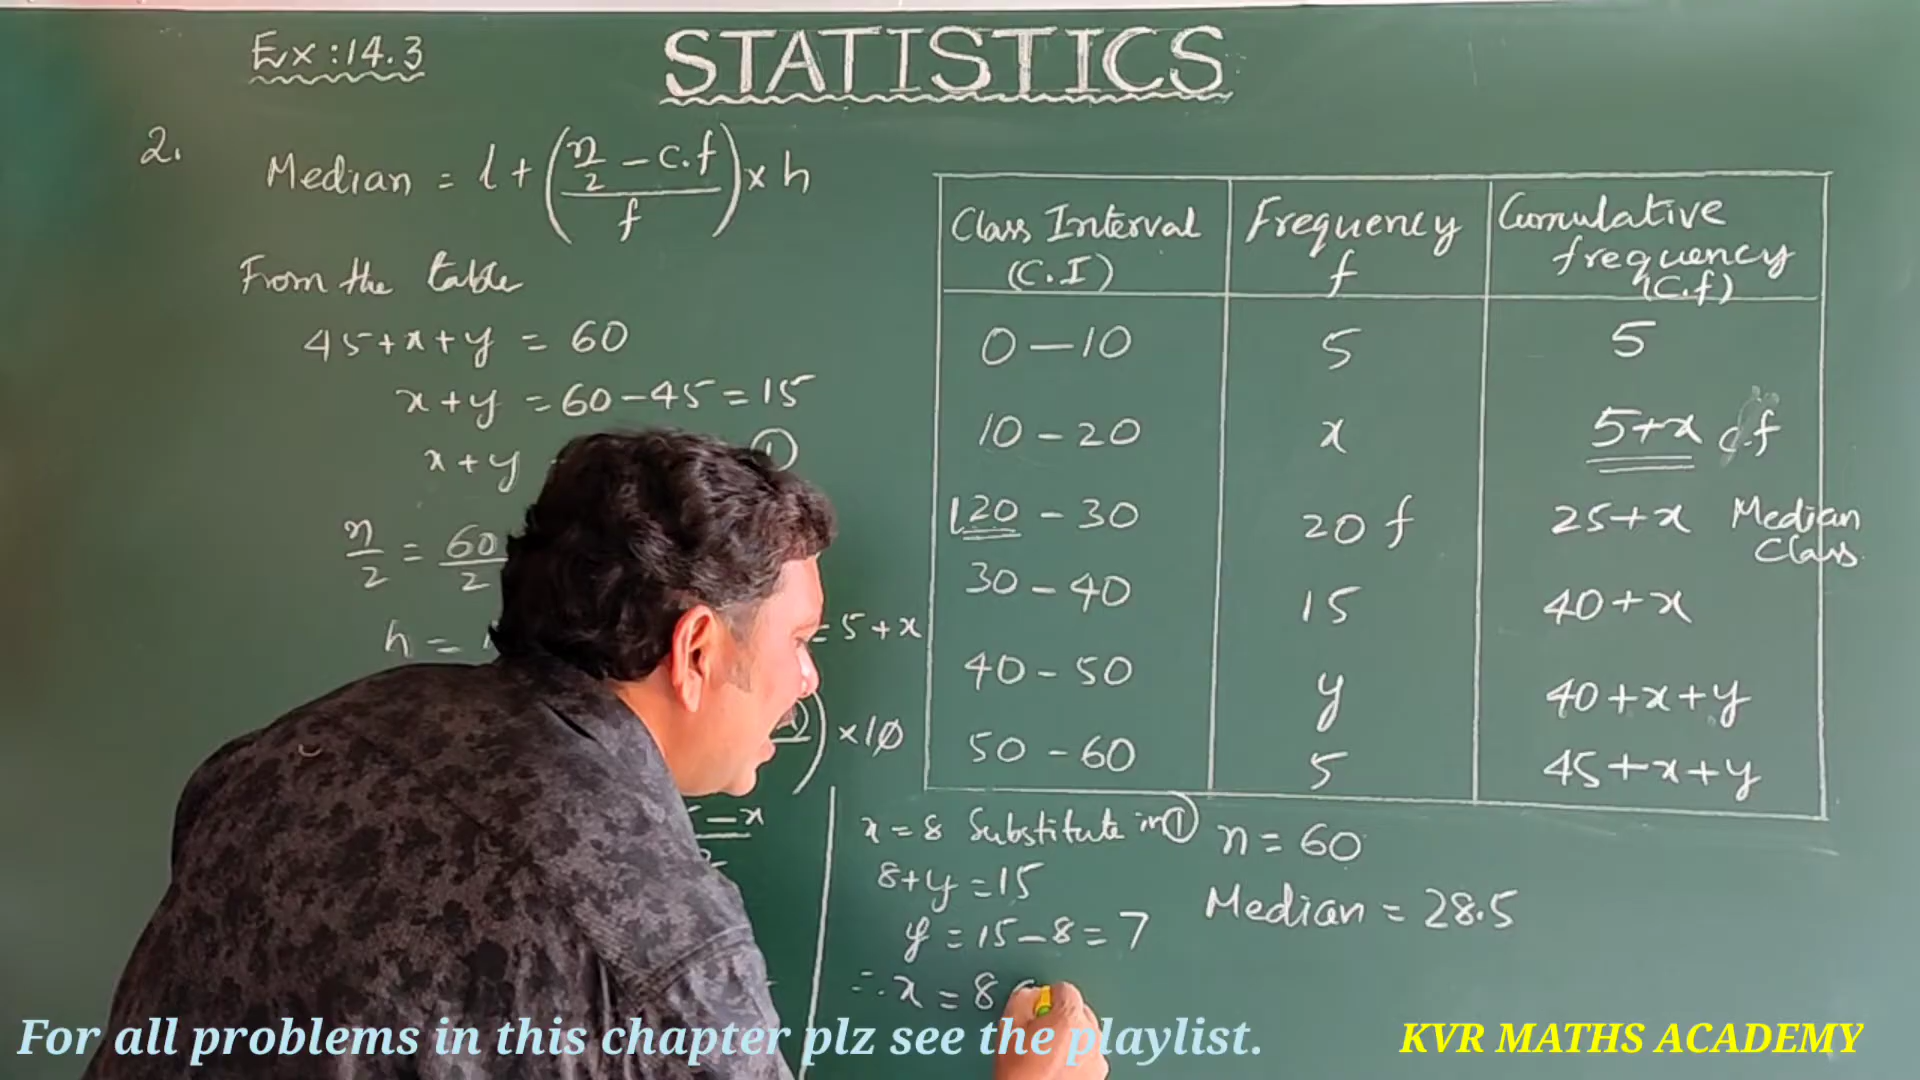 Ex : 14.3
STATISTICS
2.
Median = l + ( n/2 - c.f / f ) × h
From the table
45+x+y = 60
x+y = 60-45 = 15
x+y
①
n/2 = 60/2
h =
= 5+x
× 10
- x
Class Interval (C.I) | Frequency f | Cumulative frequency (C.f)
0-10 | 5 | 5
10-20 | x | 5+x c.f
l 20-30 | 20 f | 25+x Median Class
30-40 | 15 | 40+x
40-50 | y | 40+x+y
50-60 | 5 | 45+x+y
x = 8 Substitute in ①
8+y = 15
y = 15-8 = 7
∴ x = 8
n = 60
Median = 28.5
For all problems in this chapter plz see the playlist.
KVR MATHS ACADEMY